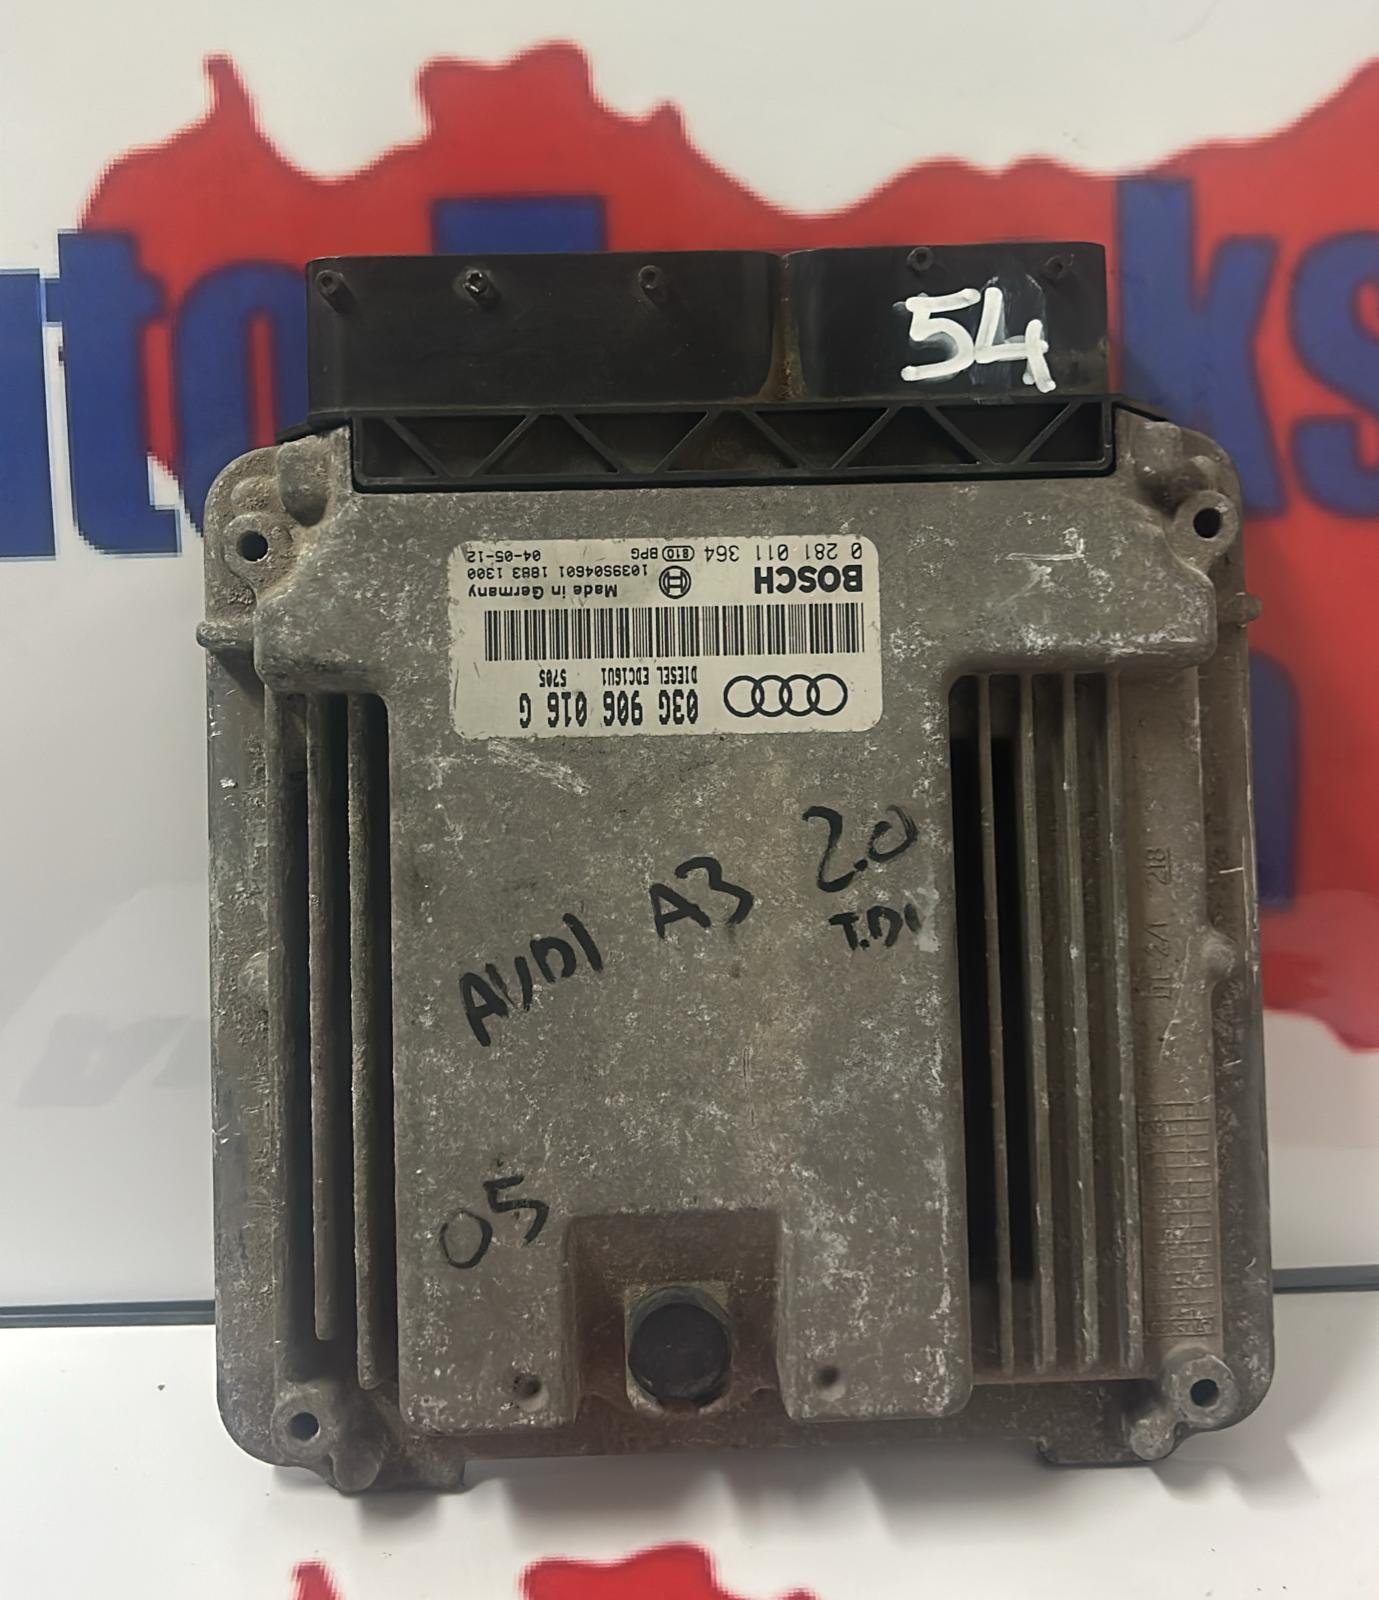 54
0 281 011 364 810 BPG 04-05-12
BOSCH
1039S04601 1883 1300
Made in Germany
03G 906 016 G
DIESEL EDC16U1
5705
AUDI A3 2.0
T.DI
05